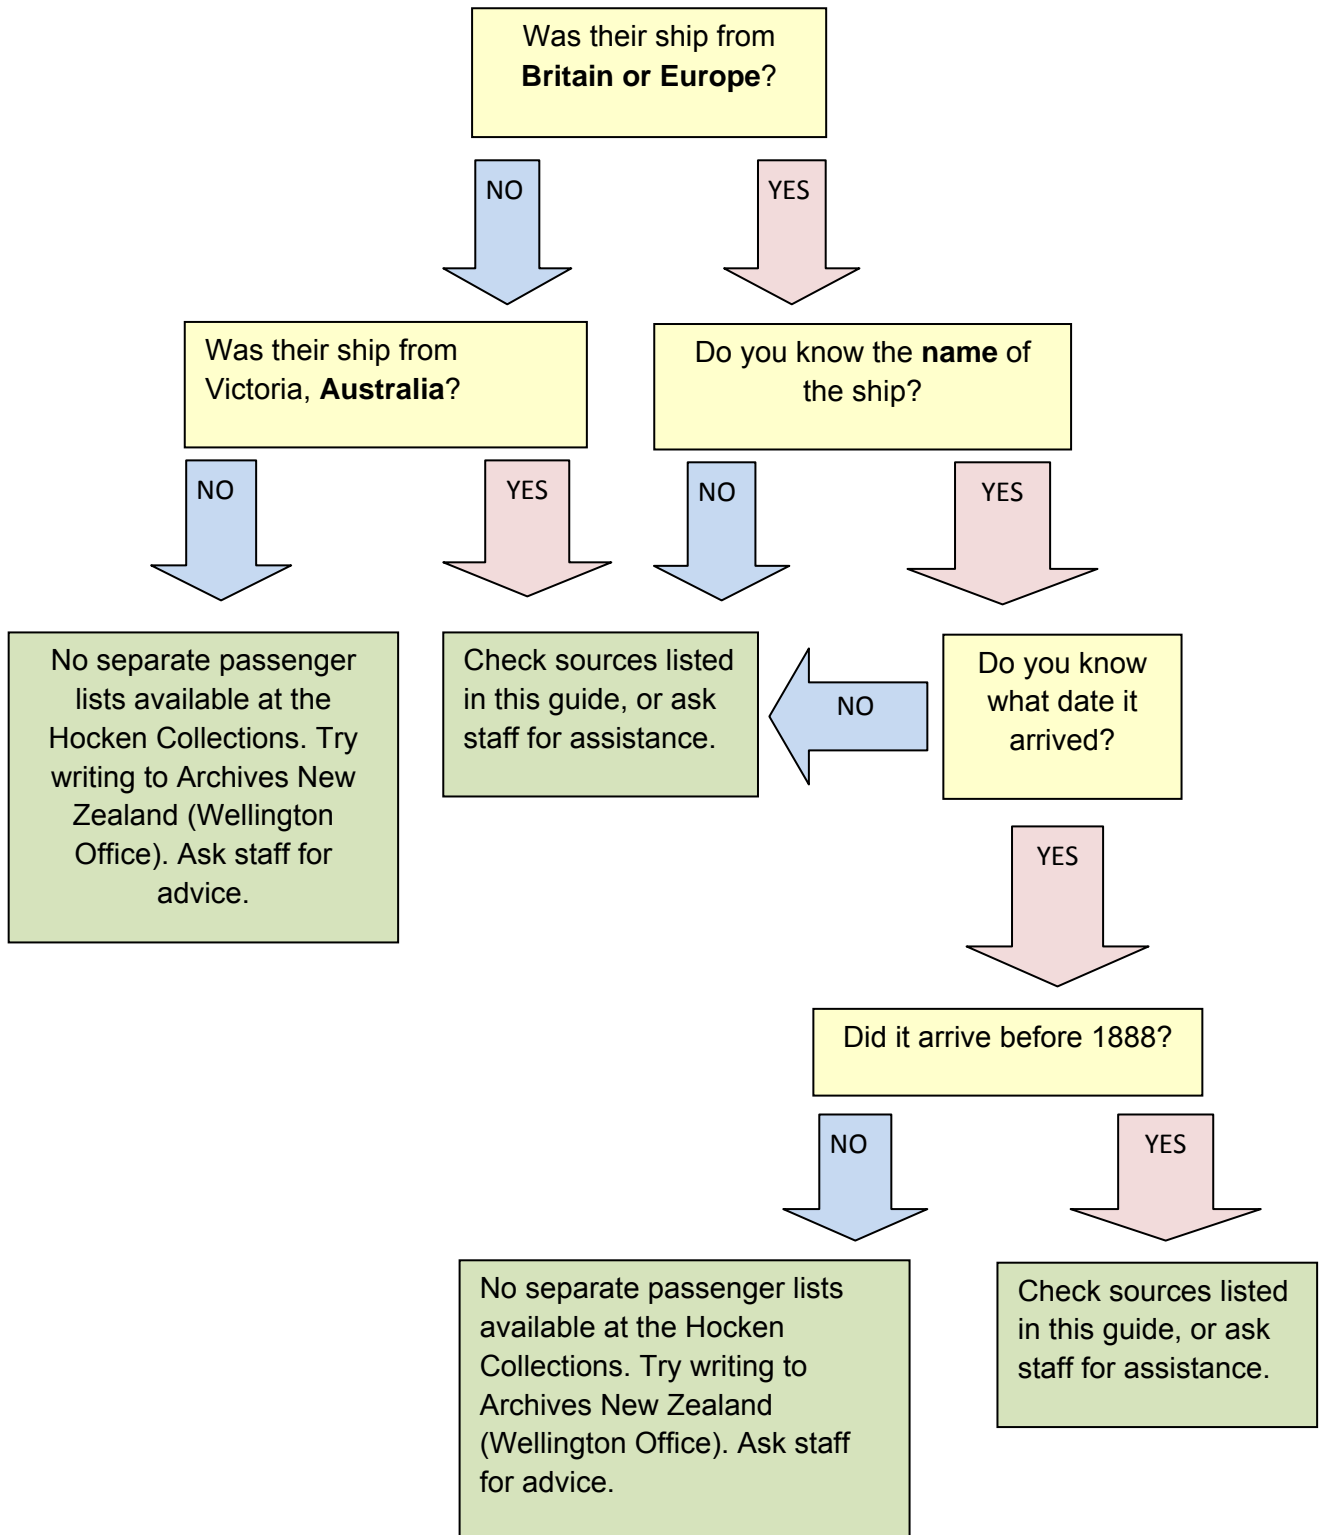 Was their ship from
Britain or Europe?
NO
YES
Was their ship from
Victoria, Australia?
Do you know the name of
the ship?
NO
YES
NO
YES
No separate passenger
lists available at the
Hocken Collections. Try
writing to Archives New
Zealand (Wellington
Office). Ask staff for
advice.
Check sources listed
in this guide, or ask
staff for assistance.
NO
Do you know
what date it
arrived?
YES
Did it arrive before 1888?
NO
YES
No separate passenger lists
available at the Hocken
Collections. Try writing to
Archives New Zealand
(Wellington Office). Ask staff
for advice.
Check sources listed
in this guide, or ask
staff for assistance.